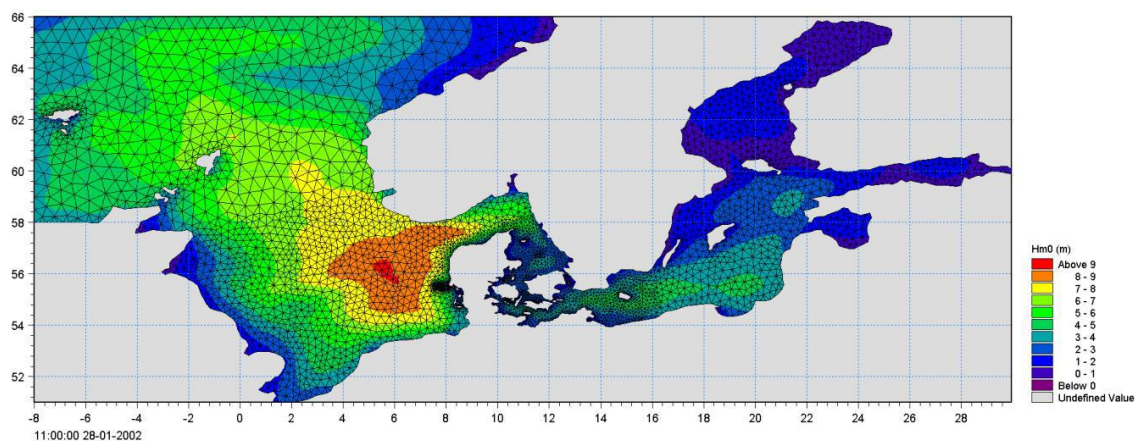 66
64
62
60
58
56
54
52
-8 -6 -4 -2 0 2 4 6 8 10 12 14 16 18 20 22 24 26 28
11:00:00 28-01-2002
Hm0 (m)
Above 9
8 - 9
7 - 8
6 - 7
5 - 6
4 - 5
3 - 4
2 - 3
1 - 2
0 - 1
Below 0
Undefined Value